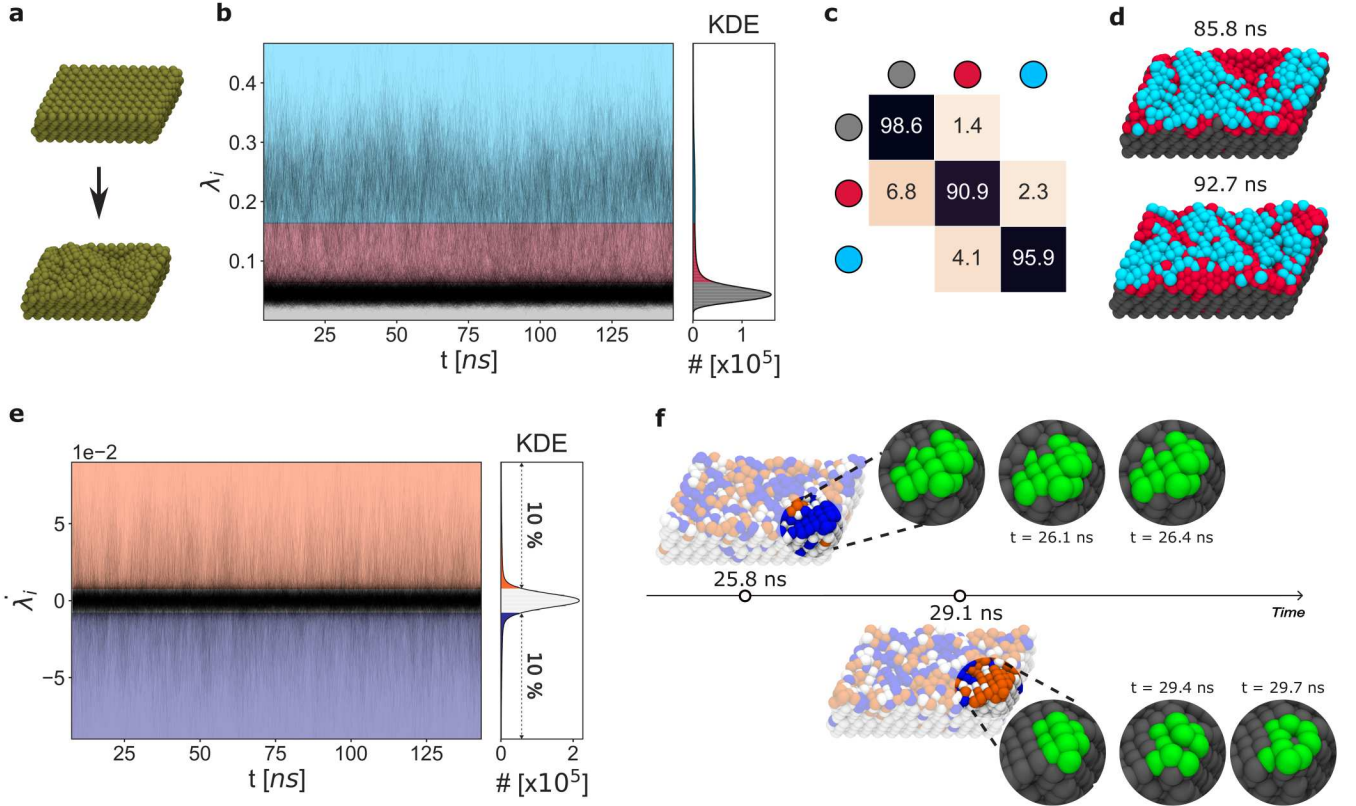 a
b
KDE
0.4
0.3
0.2
0.1
λi
25
50
75
100
125
t [ns]
0
1
# [x10⁵]
c
98.6
1.4
6.8
90.9
2.3
4.1
95.9
d
85.8 ns
92.7 ns
e
1e−2
KDE
5
0
−5
λ̇i
25
50
75
100
125
t [ns]
10 %
10 %
0
1
2
# [x10⁵]
f
t = 26.1 ns
t = 26.4 ns
25.8 ns
29.1 ns
Time
t = 29.4 ns
t = 29.7 ns